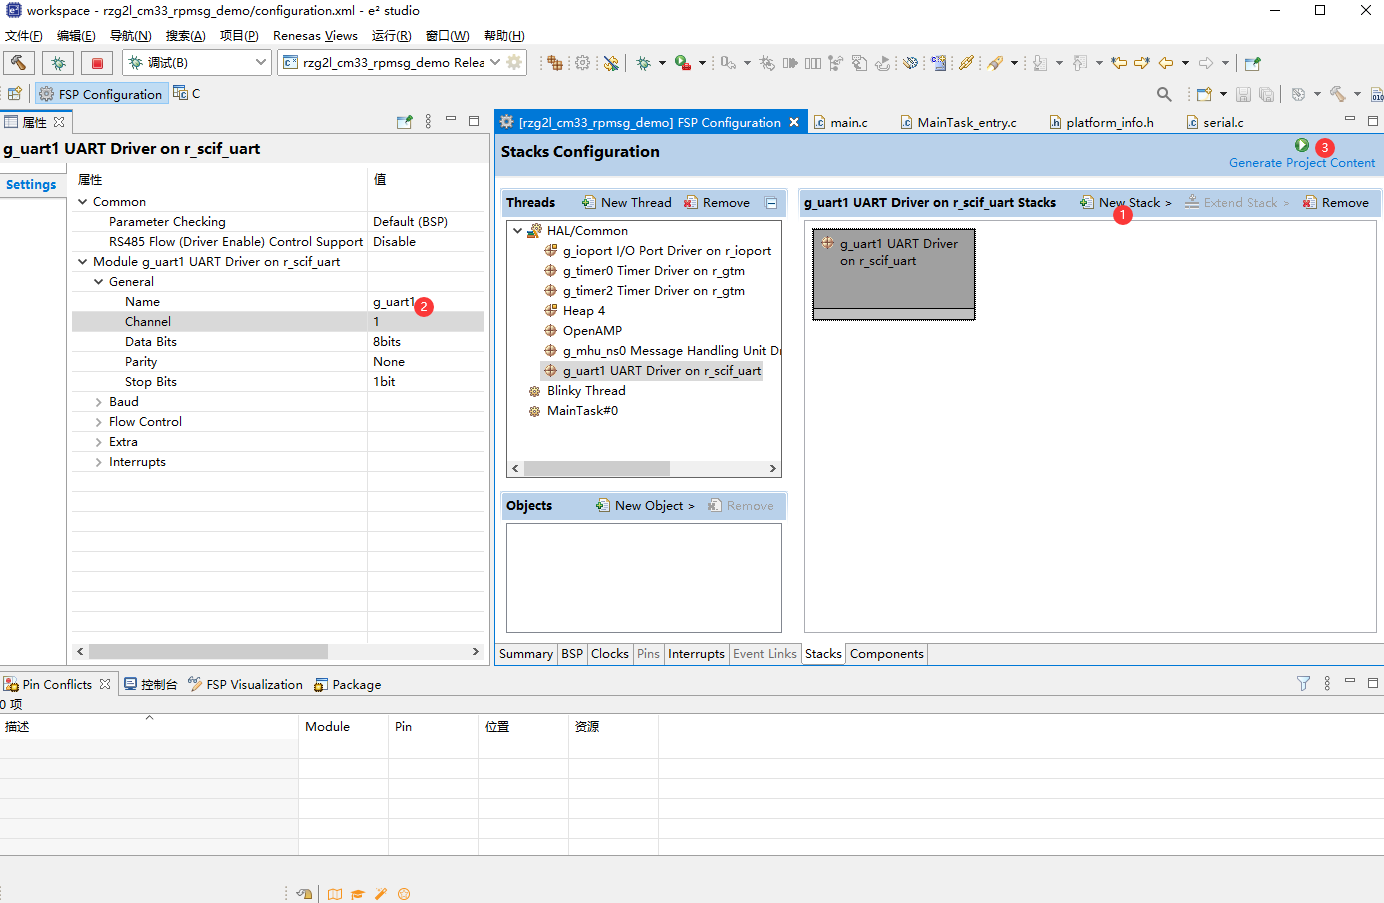 workspace - rzg2l_cm33_rpmsg_demo/configuration.xml - e² studio
文件(F) 编辑(E) 导航(N) 搜索(A) 项目(P) Renesas Views 运行(R) 窗口(W) 帮助(H)
调试(B) rzg2l_cm33_rpmsg_demo Relea
FSP Configuration C
属性
g_uart1 UART Driver on r_scif_uart
Settings
属性 值
Common
Parameter Checking Default (BSP)
RS485 Flow (Driver Enable) Control Support Disable
Module g_uart1 UART Driver on r_scif_uart
General
Name g_uart1 2
Channel 1
Data Bits 8bits
Parity None
Stop Bits 1bit
Baud
Flow Control
Extra
Interrupts
[rzg2l_cm33_rpmsg_demo] FSP Configuration main.c MainTask_entry.c platform_info.h serial.c
Stacks Configuration
3
Generate Project Content
Threads New Thread Remove
HAL/Common
g_ioport I/O Port Driver on r_ioport
g_timer0 Timer Driver on r_gtm
g_timer2 Timer Driver on r_gtm
Heap 4
OpenAMP
g_mhu_ns0 Message Handling Unit Dr
g_uart1 UART Driver on r_scif_uart
Blinky Thread
MainTask#0
Objects New Object > Remove
g_uart1 UART Driver on r_scif_uart Stacks New Stack > Extend Stack > Remove
1
g_uart1 UART Driver
on r_scif_uart
Summary BSP Clocks Pins Interrupts Event Links Stacks Components
Pin Conflicts 控制台 FSP Visualization Package
0 项
描述 Module Pin 位置 资源